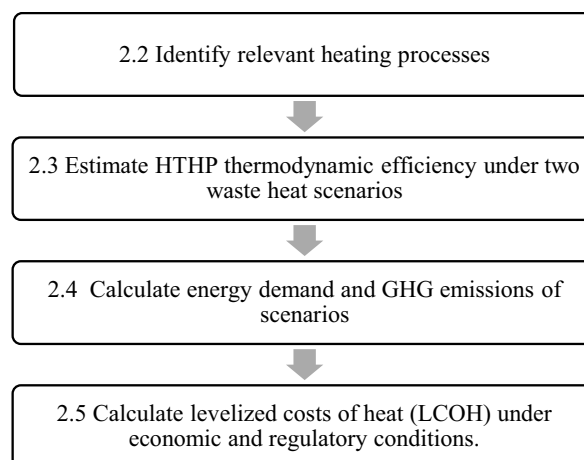 2.2 Identify relevant heating processes
2.3 Estimate HTHP thermodynamic efficiency under two
waste heat scenarios
2.4 Calculate energy demand and GHG emissions of
scenarios
2.5 Calculate levelized costs of heat (LCOH) under
economic and regulatory conditions.